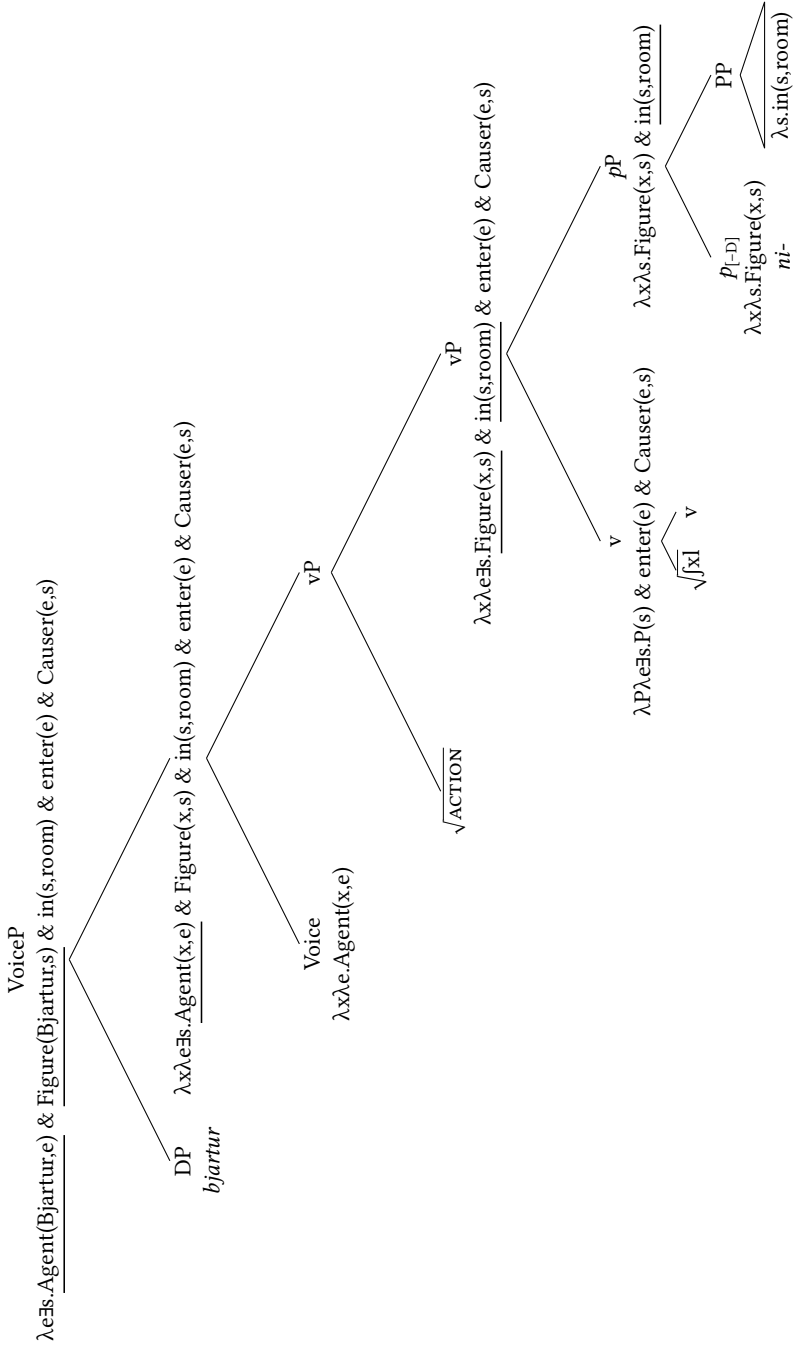 VoiceP
λe∃s.Agent(Bjartur,e) & Figure(Bjartur,s) & in(s,room) & enter(e) & Causer(e,s)
DP
bjartur
λxλe∃s.Agent(x,e) & Figure(x,s) & in(s,room) & enter(e) & Causer(e,s)
Voice
λxλe.Agent(x,e)
vP
√ACTION
vP
λxλe∃s.Figure(x,s) & in(s,room) & enter(e) & Causer(e,s)
v
λPλe∃s.P(s) & enter(e) & Causer(e,s)
√ʃxl
v
pP
λxλs.Figure(x,s) & in(s,room)
p[−D]
λxλs.Figure(x,s)
ni-
PP
λs.in(s,room)